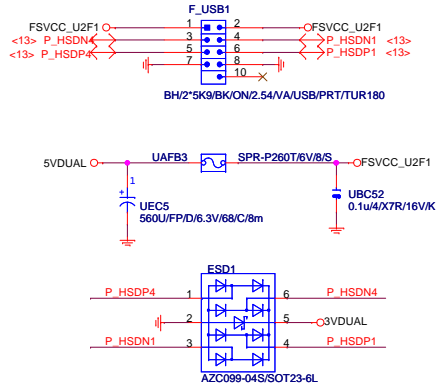 F_USB1
FSVCC_U2F1 1 2 FSVCC_U2F1
<13> P_HSDN4 3 4 P_HSDN1 <13>
<13> P_HSDP4 5 6 P_HSDP1 <13>
7 8
10
BH/2*5K9/BK/ON/2.54/VA/USB/PRT/TUR180
5VDUAL UAFB3 SPR-P260T/6V/8/S FSVCC_U2F1
1
+
UEC5
560U/FP/D/6.3V/68/C/8m
UBC52
0.1u/4/X7R/16V/K
ESD1
P_HSDP4 1 6 P_HSDN4
2 5 3VDUAL
P_HSDN1 3 4 P_HSDP1
AZC099-04S/SOT23-6L